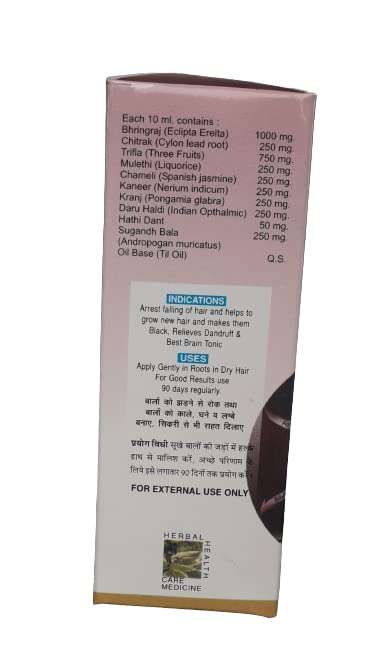 Each 10 ml. contains :
Bhringraj (Eclipta Erelta) 1000 mg.
Chitrak (Cylon lead root) 250 mg.
Trifla (Three Fruits) 750 mg.
Mulethi (Liquorice) 250 mg.
Chameli (Spanish jasmine) 250 mg.
Kaneer (Nerium indicum) 250 mg.
Kranj (Pongamia glabra) 250 mg.
Daru Haldi (Indian Opthalmic) 250 mg.
Hathi Dant 50 mg.
Sugandh Bala 250 mg.
(Andropogan muricatus)
Oil Base (Til Oil) Q.S.
INDICATIONS
Arrest falling of hair and helps to
grow new hair and makes them
Black, Relieves Dandruff &
Best Brain Tonic
USES
Apply Gently in Roots in Dry Hair
For Good Results use
90 days regularly.
बालों को झड़ने से रोक तथा
बालों को काले, घने व लम्बे
बनाए, सिकरी से भी राहत दिलाए
प्रयोग विधी सूखे बालों की जड़ों में हल्के
हाथ से मालिश करें, अच्छे परिणाम के
लिये इसे लगातार 90 दिनों तक प्रयोग करें
FOR EXTERNAL USE ONLY
HERBAL
HEALTH
CARE
MEDICINE